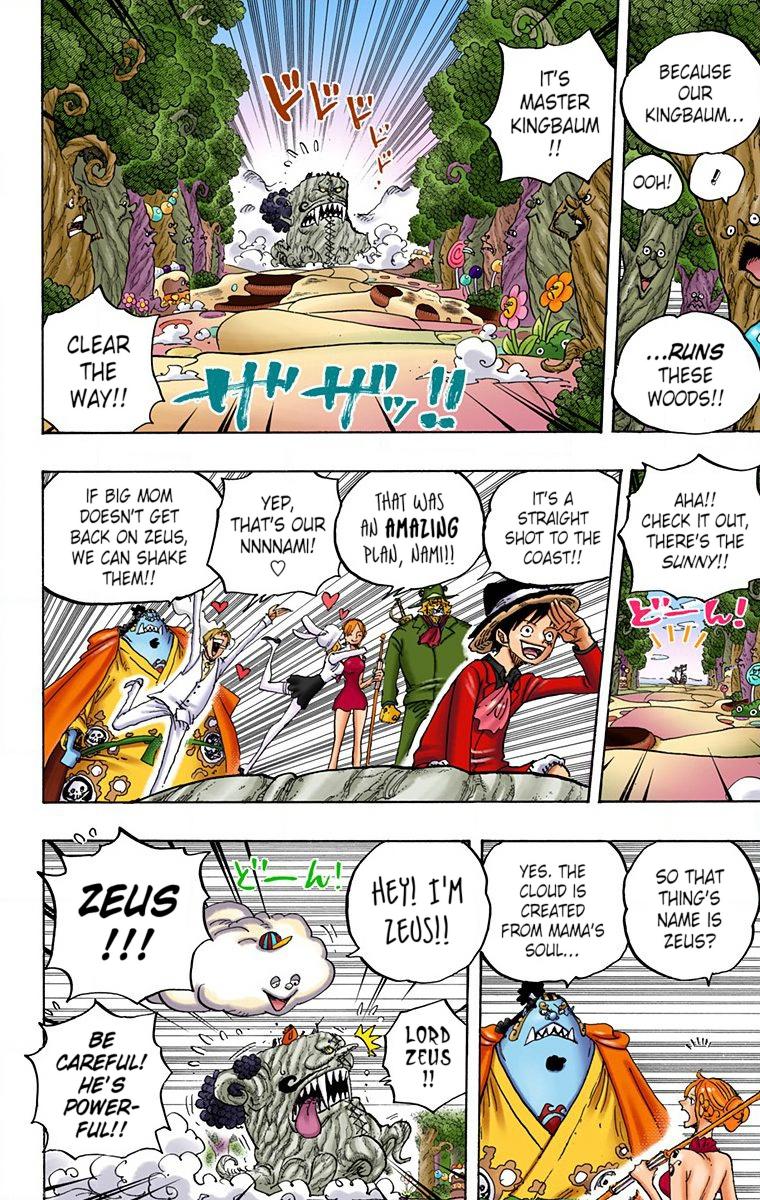 BECAUSE
OUR
KINGBAUM...
!
OOH!
...RUNS
THESE
WOODS!!
IT'S
MASTER
KINGBAUM
!!
ドドドドド
CLEAR
THE
WAY!!
ザザザッ!!
AHA!!
CHECK IT OUT,
THERE'S THE
SUNNY!!
どーん!
IT'S A
STRAIGHT
SHOT TO THE
COAST!!
THAT WAS
AN AMAZING
PLAN, NAMI!!
YEP,
THAT'S OUR
NNNNAMI!
♡
IF BIG MOM
DOESN'T GET
BACK ON ZEUS,
WE CAN SHAKE
THEM!!
SO THAT
THING'S
NAME IS
ZEUS?
YES. THE
CLOUD IS
CREATED
FROM MAMA'S
SOUL...
HEY! I'M
ZEUS!!
どーん!
ZEUS
!!!
LORD
ZEUS
!!
BE
CAREFUL!
HE'S
POWER-
FUL!!